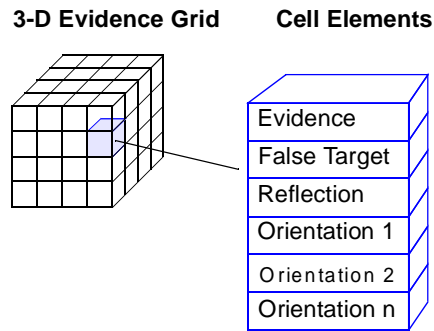 3-D Evidence Grid
Cell Elements
Evidence
False Target
Reflection
Orientation 1
Orientation 2
Orientation n